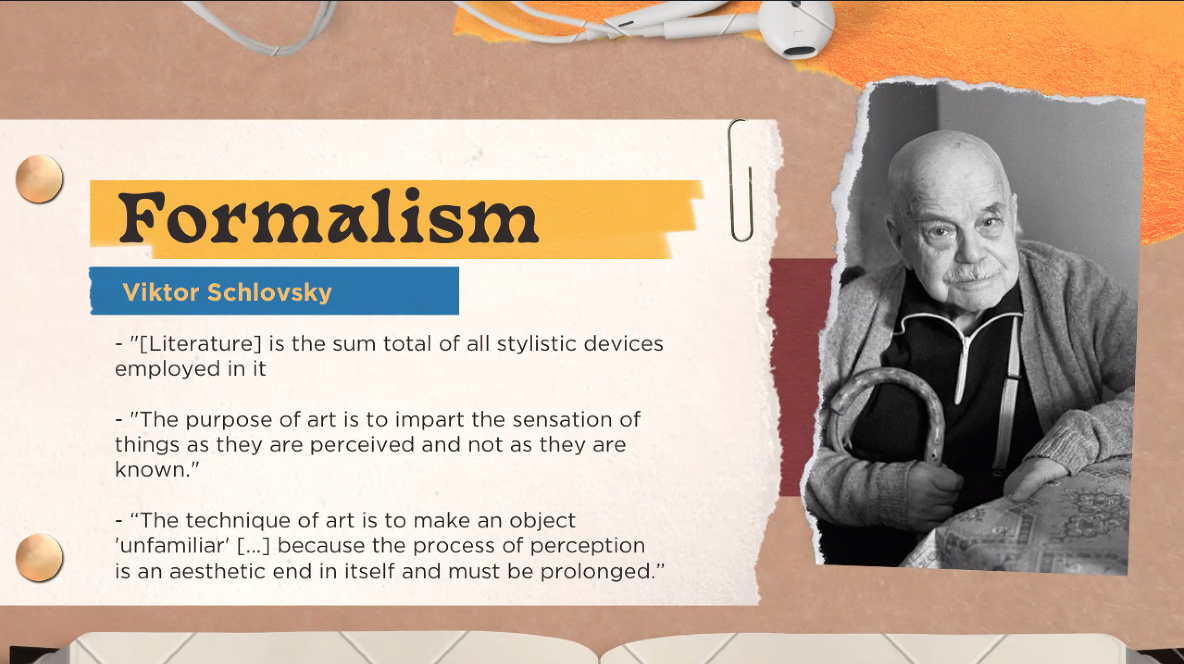 Formalism
Viktor Schlovsky
- "[Literature] is the sum total of all stylistic devices
employed in it
- "The purpose of art is to impart the sensation of
things as they are perceived and not as they are
known."
- “The technique of art is to make an object
'unfamiliar' [...] because the process of perception
is an aesthetic end in itself and must be prolonged.”